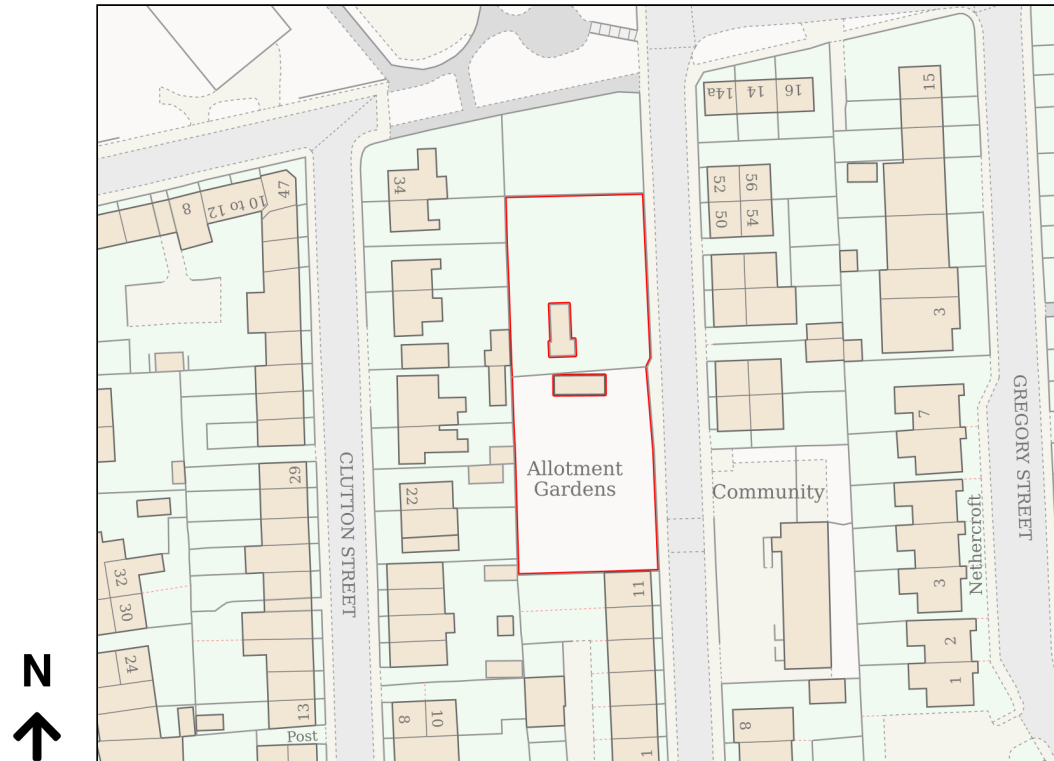 15
14a
14
16
34
47
52
56
8
10 to 12
50
54
3
7
GREGORY STREET
CLUTTON STREET
29
22
Allotment
Gardens
Community
Nethercroft
32
30
3
11
24
2
1
N
13
8
10
8
Post
1